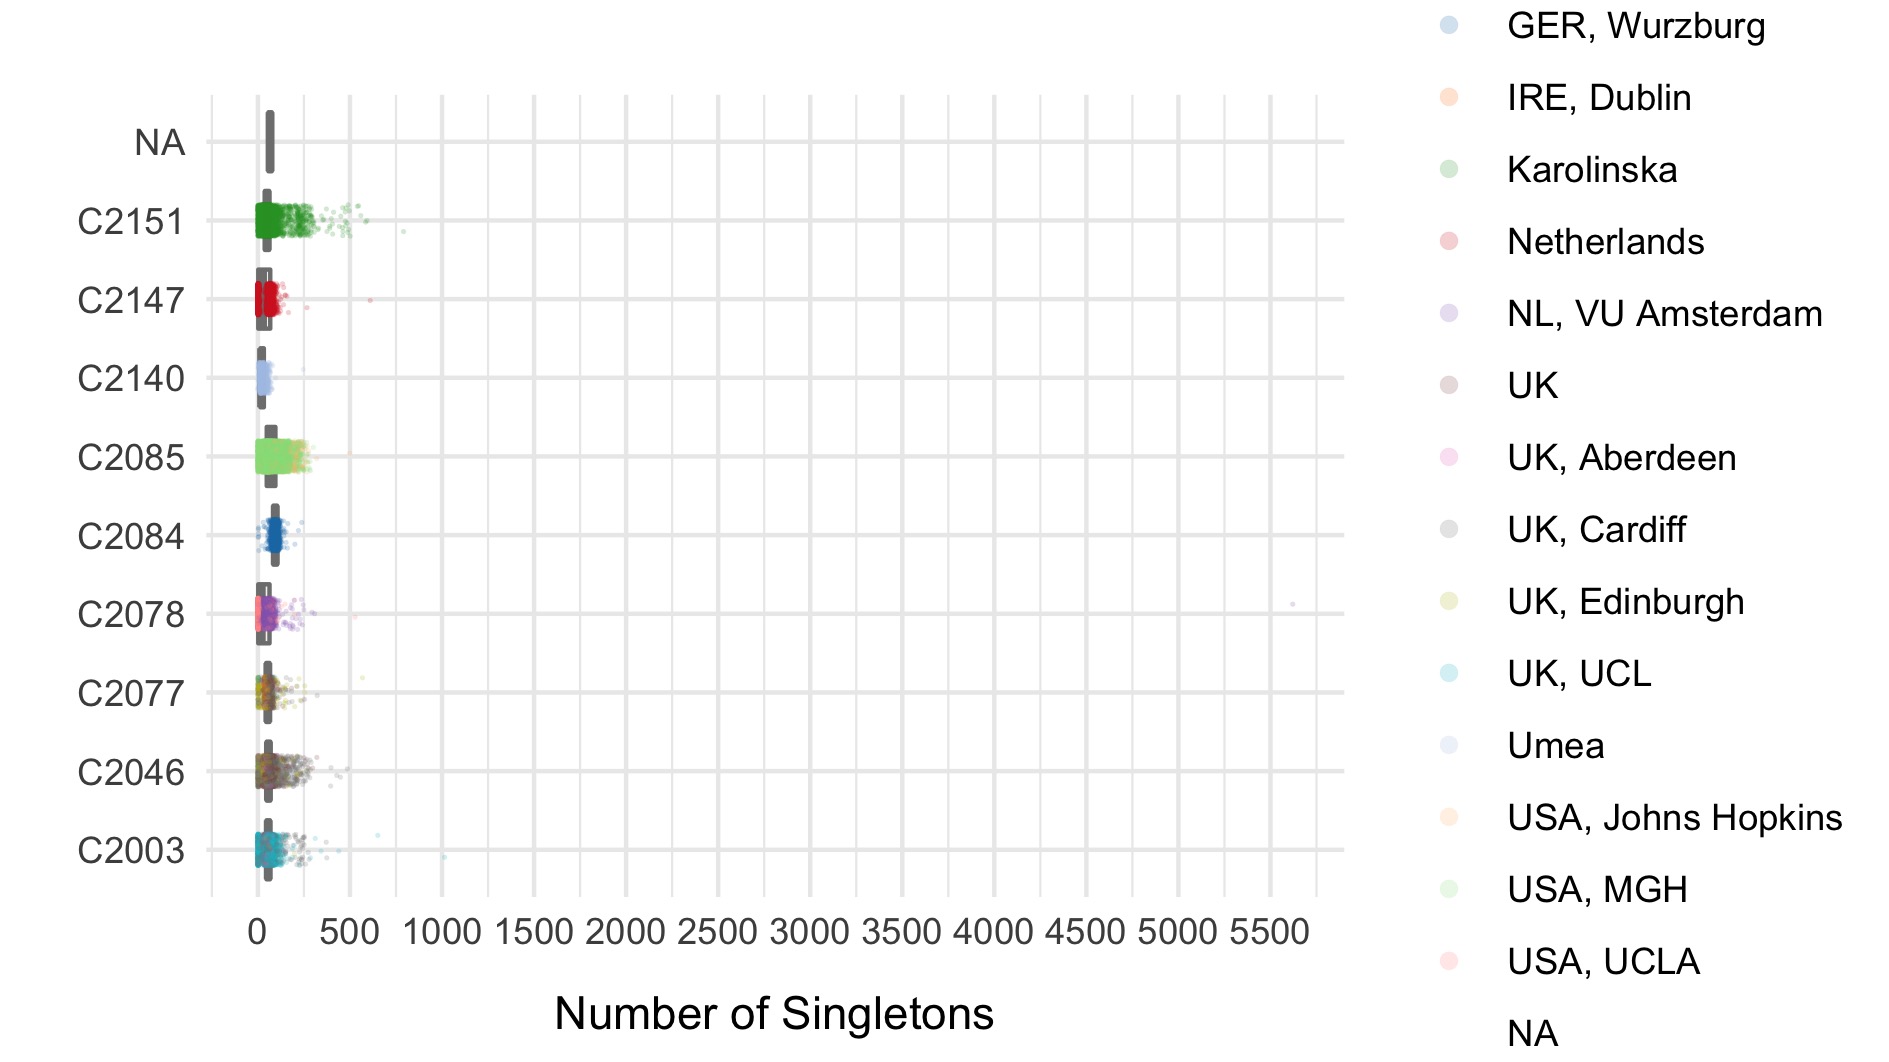 NA
C2151
C2147
C2140
C2085
C2084
C2078
C2077
C2046
C2003
0 500 1000 1500 2000 2500 3000 3500 4000 4500 5000 5500
Number of Singletons
GER, Wurzburg
IRE, Dublin
Karolinska
Netherlands
NL, VU Amsterdam
UK
UK, Aberdeen
UK, Cardiff
UK, Edinburgh
UK, UCL
Umea
USA, Johns Hopkins
USA, MGH
USA, UCLA
NA